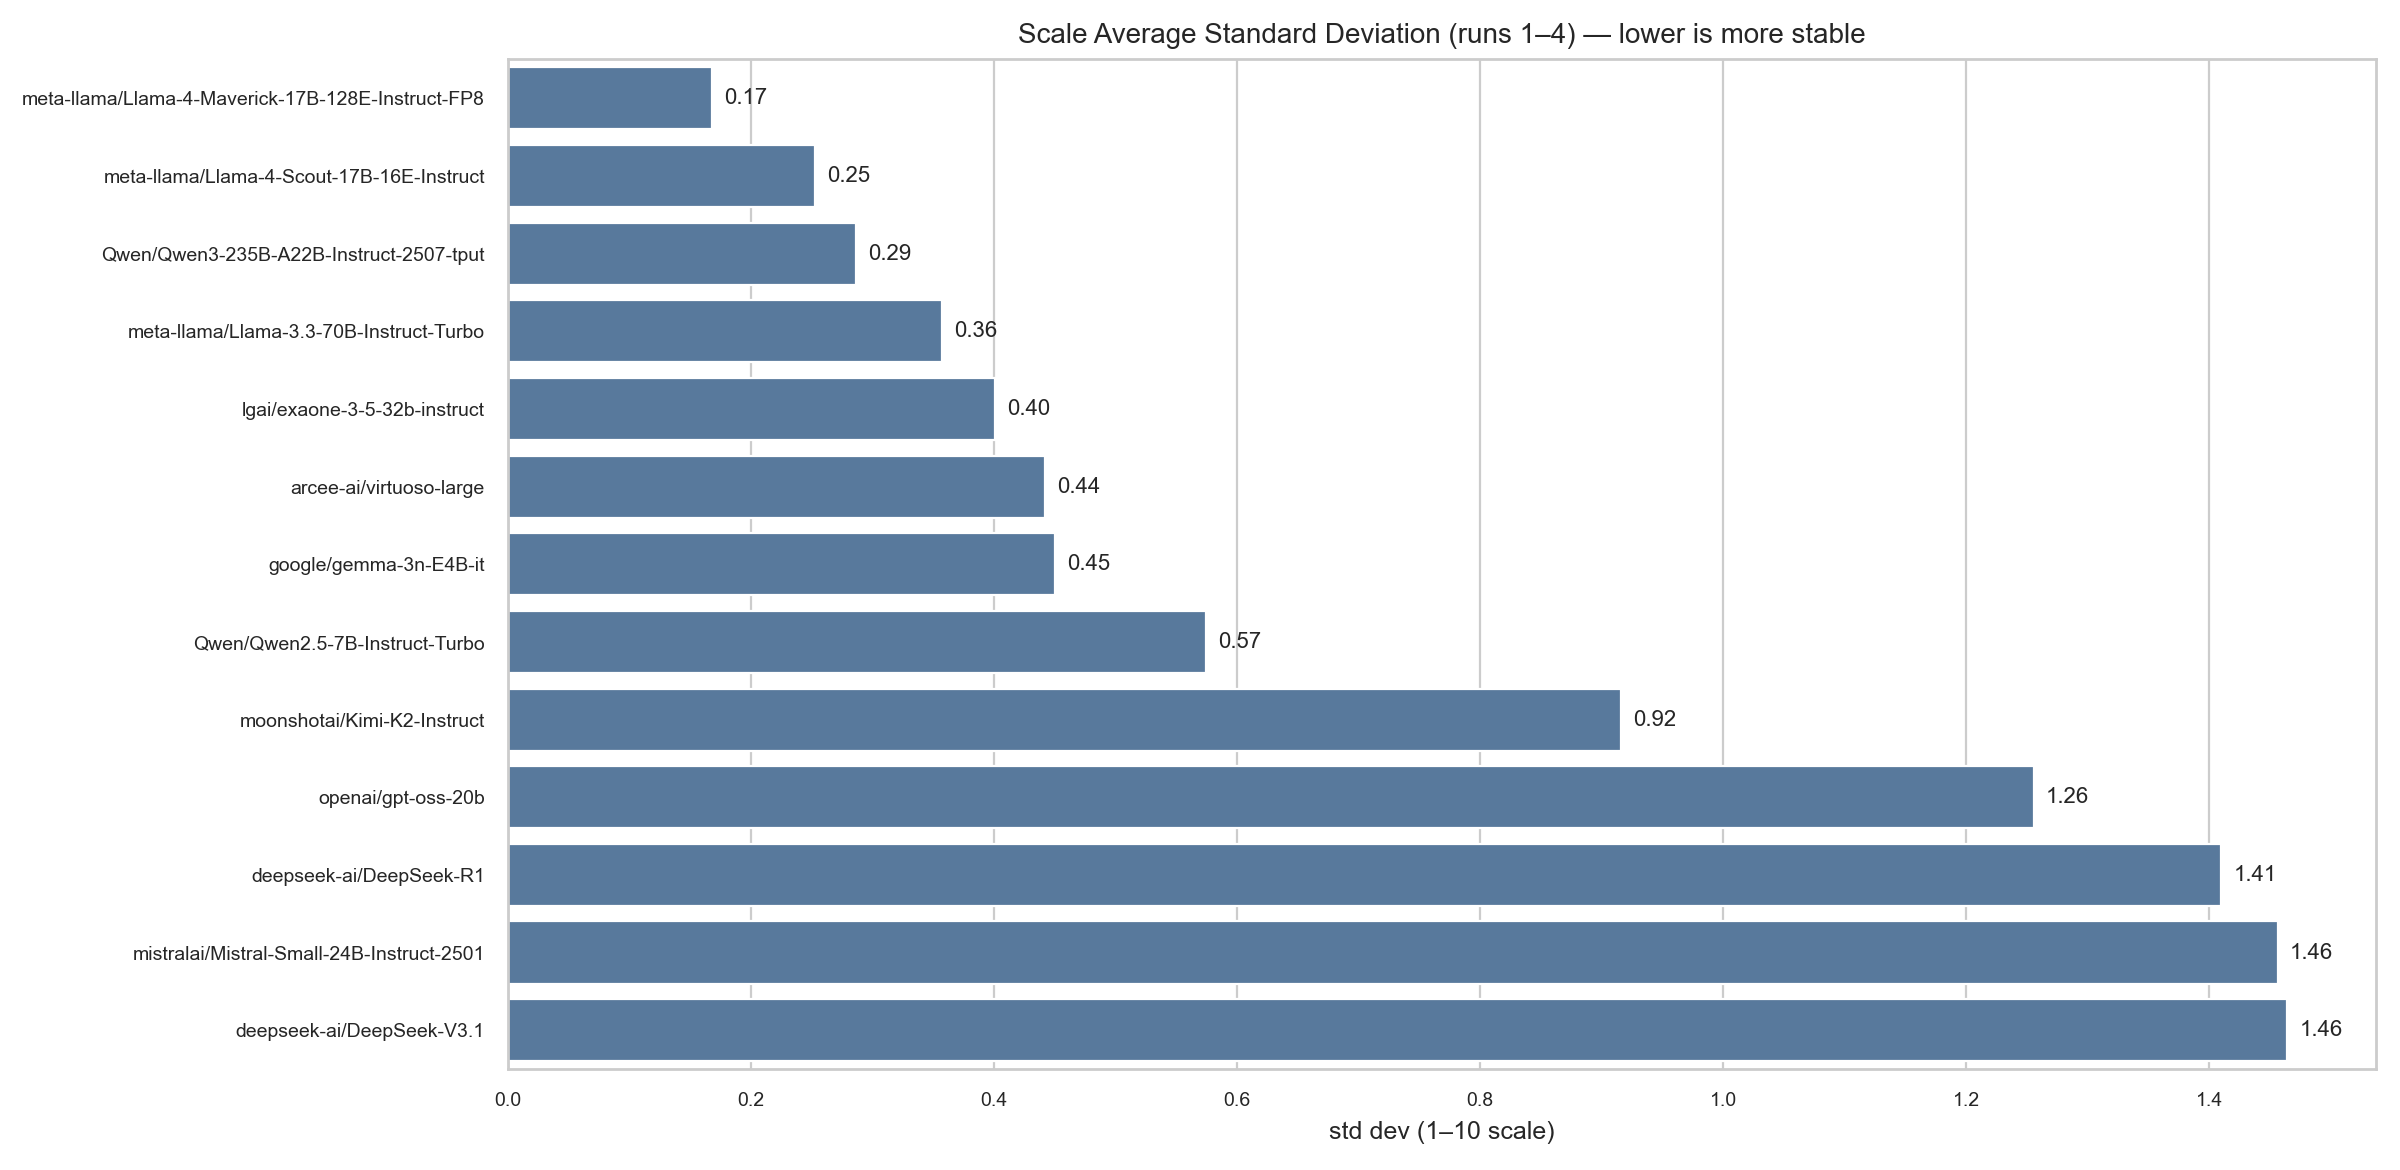 Scale Average Standard Deviation (runs 1–4) — lower is more stable
meta-llama/Llama-4-Maverick-17B-128E-Instruct-FP8 0.17
meta-llama/Llama-4-Scout-17B-16E-Instruct 0.25
Qwen/Qwen3-235B-A22B-Instruct-2507-tput 0.29
meta-llama/Llama-3.3-70B-Instruct-Turbo 0.36
lgai/exaone-3-5-32b-instruct 0.40
arcee-ai/virtuoso-large 0.44
google/gemma-3n-E4B-it 0.45
Qwen/Qwen2.5-7B-Instruct-Turbo 0.57
moonshotai/Kimi-K2-Instruct 0.92
openai/gpt-oss-20b 1.26
deepseek-ai/DeepSeek-R1 1.41
mistralai/Mistral-Small-24B-Instruct-2501 1.46
deepseek-ai/DeepSeek-V3.1 1.46
0.0 0.2 0.4 0.6 0.8 1.0 1.2 1.4
std dev (1–10 scale)